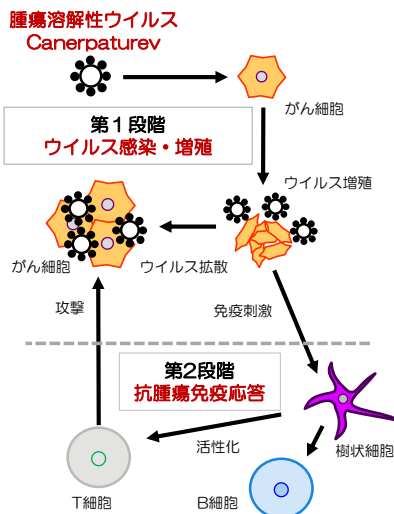 腫瘍溶解性ウイルス
Canerpaturev
がん細胞
第1段階
ウイルス感染・増殖
ウイルス増殖
がん細胞
ウイルス拡散
攻撃
免疫刺激
第2段階
抗腫瘍免疫応答
樹状細胞
活性化
T細胞
B細胞